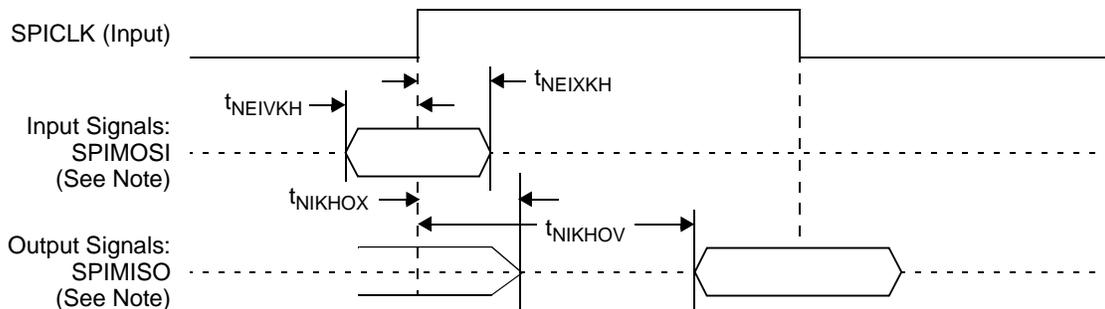 SPICLK (Input)
tNEIXKH
tNEIVKH
Input Signals:
SPIMOSI
(See Note)
tNIKHOX
tNIKHOV
Output Signals:
SPIMISO
(See Note)